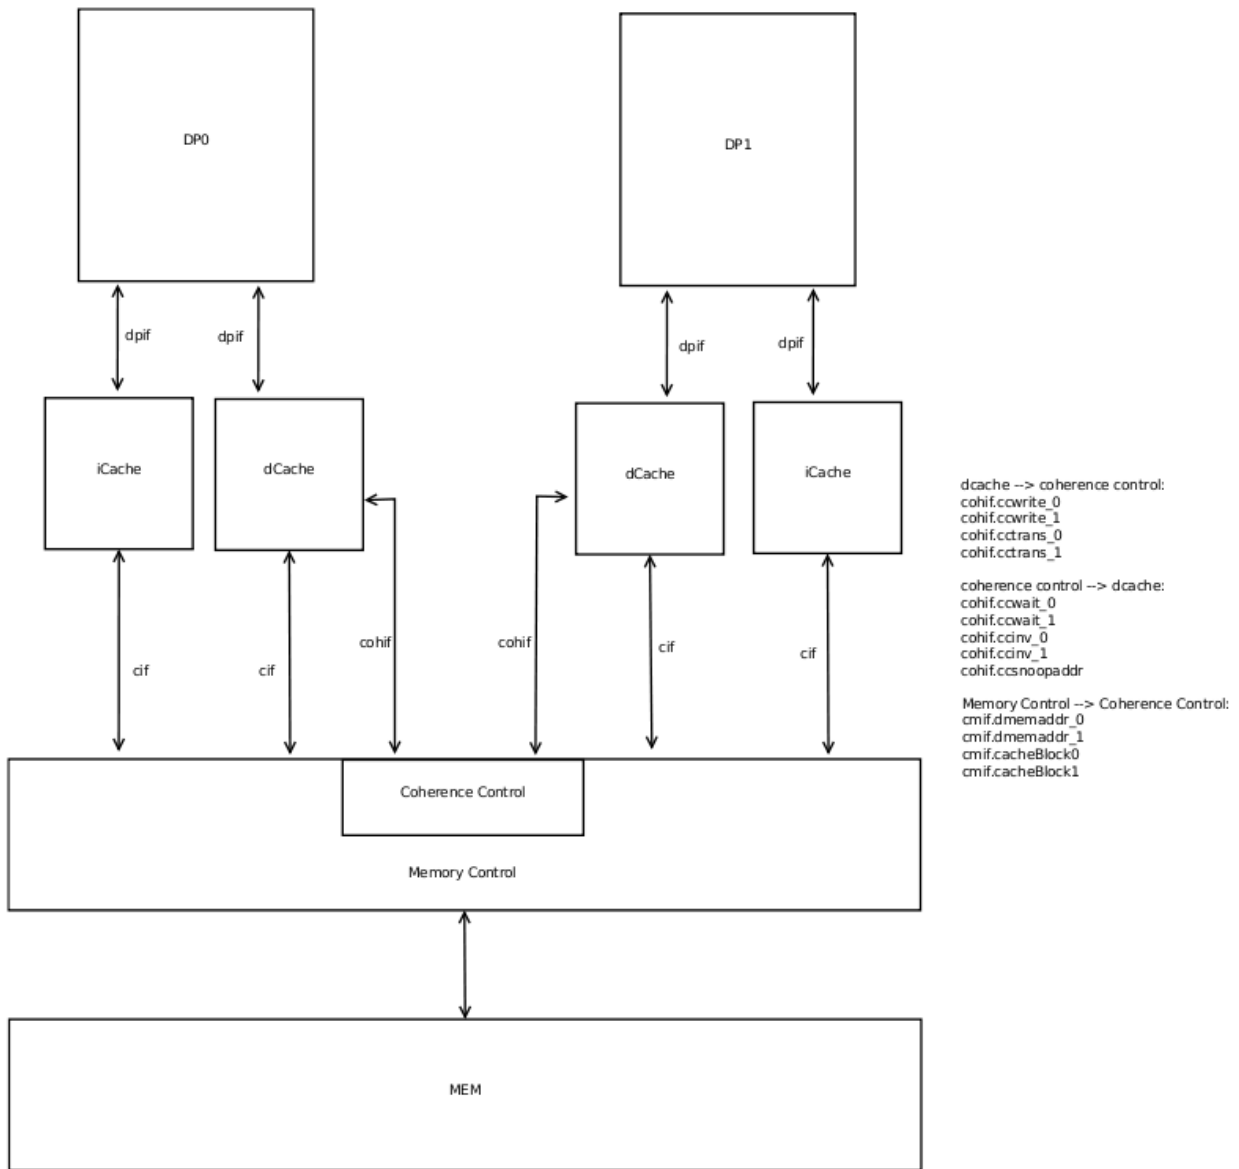 DP0
DP1
dpif
dpif
dpif
dpif
iCache
dCache
dCache
iCache
cif
cif
cohif
cohif
cif
cif
Coherence Control
Memory Control
MEM
dcache --> coherence control:
cohif.ccwrite_0
cohif.ccwrite_1
cohif.cctrans_0
cohif.cctrans_1
coherence control --> dcache:
cohif.ccwait_0
cohif.ccwait_1
cohif.ccinv_0
cohif.ccinv_1
cohif.ccsnoopaddr
Memory Control --> Coherence Control:
cmif.dmemaddr_0
cmif.dmemaddr_1
cmif.cacheBlock0
cmif.cacheBlock1